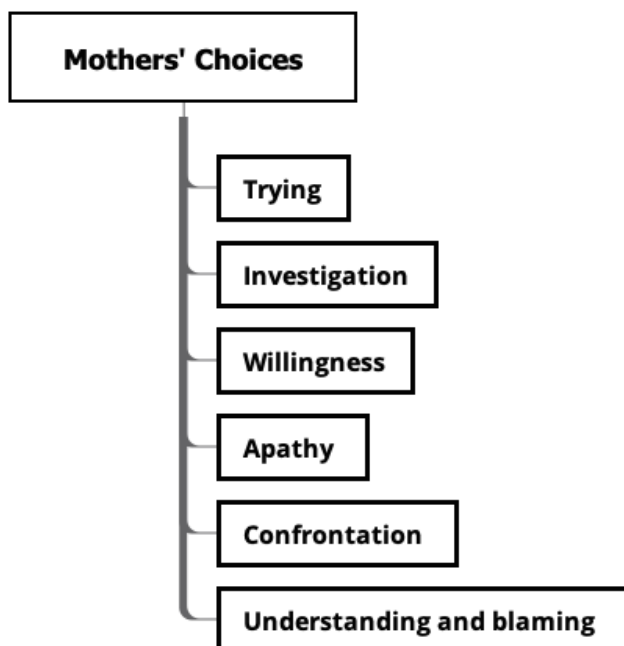 Mothers' Choices
Trying
Investigation
Willingness
Apathy
Confrontation
Understanding and blaming